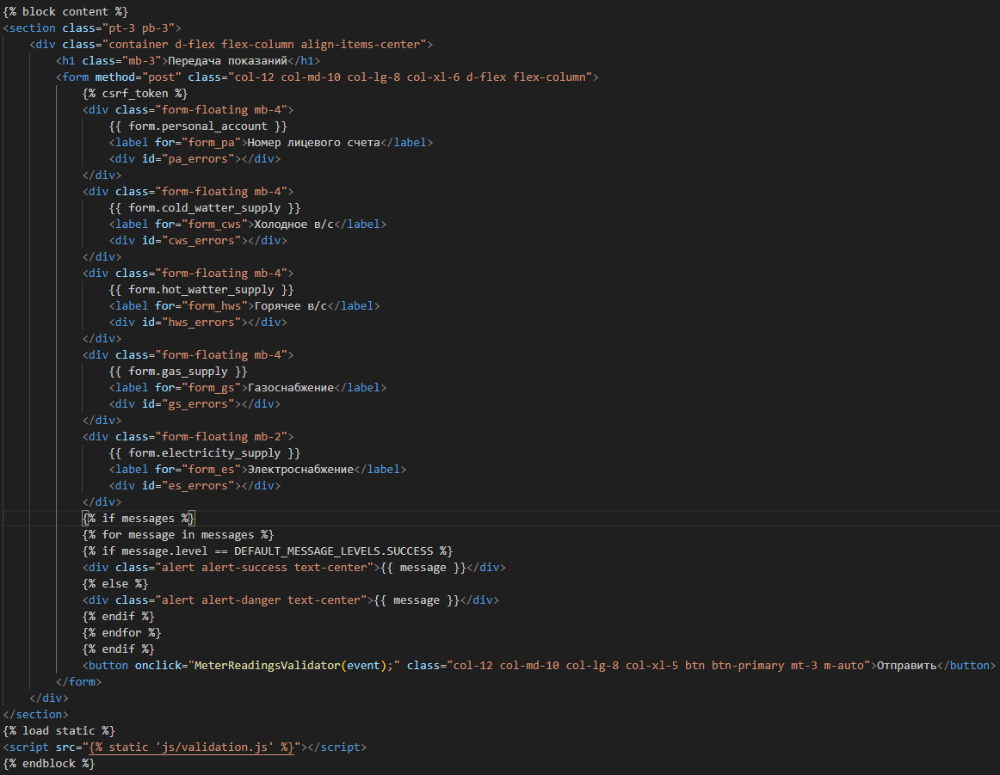 {% block content %}
<section class="pt-3 pb-3">
<div class="container d-flex flex-column align-items-center">
<h1 class="mb-3">Передача показаний</h1>
<form method="post" class="col-12 col-md-10 col-lg-8 col-xl-6 d-flex flex-column">
{% csrf_token %}
<div class="form-floating mb-4">
{{ form.personal_account }}
<label for="form_pa">Номер лицевого счета</label>
<div id="pa_errors"></div>
</div>
<div class="form-floating mb-4">
{{ form.cold_watter_supply }}
<label for="form_cws">Холодное в/с</label>
<div id="cws_errors"></div>
</div>
<div class="form-floating mb-4">
{{ form.hot_watter_supply }}
<label for="form_hws">Горячее в/с</label>
<div id="hws_errors"></div>
</div>
<div class="form-floating mb-4">
{{ form.gas_supply }}
<label for="form_gs">Газоснабжение</label>
<div id="gs_errors"></div>
</div>
<div class="form-floating mb-2">
{{ form.electricity_supply }}
<label for="form_es">Электроснабжение</label>
<div id="es_errors"></div>
</div>
{% if messages %}
{% for message in messages %}
{% if message.level == DEFAULT_MESSAGE_LEVELS.SUCCESS %}
<div class="alert alert-success text-center">{{ message }}</div>
{% else %}
<div class="alert alert-danger text-center">{{ message }}</div>
{% endif %}
{% endfor %}
{% endif %}
<button onclick="MeterReadingsValidator(event);" class="col-12 col-md-10 col-lg-8 col-xl-5 btn btn-primary mt-3 m-auto">Отправить</button>
</form>
</div>
</section>
{% load static %}
<script src="{% static 'js/validation.js' %}"></script>
{% endblock %}